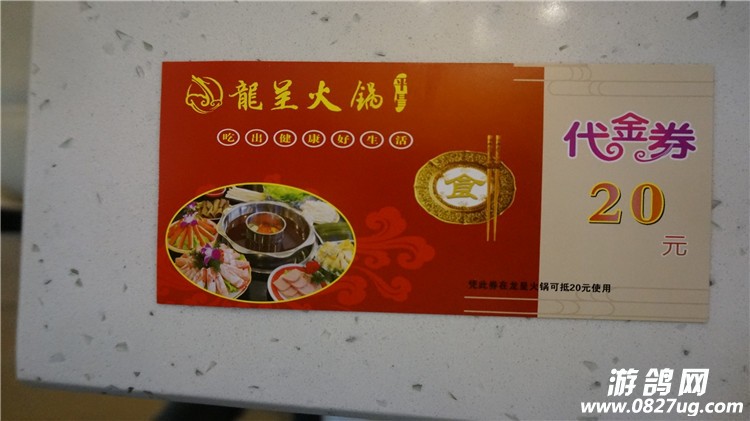 龍呈火鍋
平昌
吃出健康好生活
食
代金券
20
元
凭此券在龙呈火锅可抵20元使用
游鸽网
www.0827ug.com